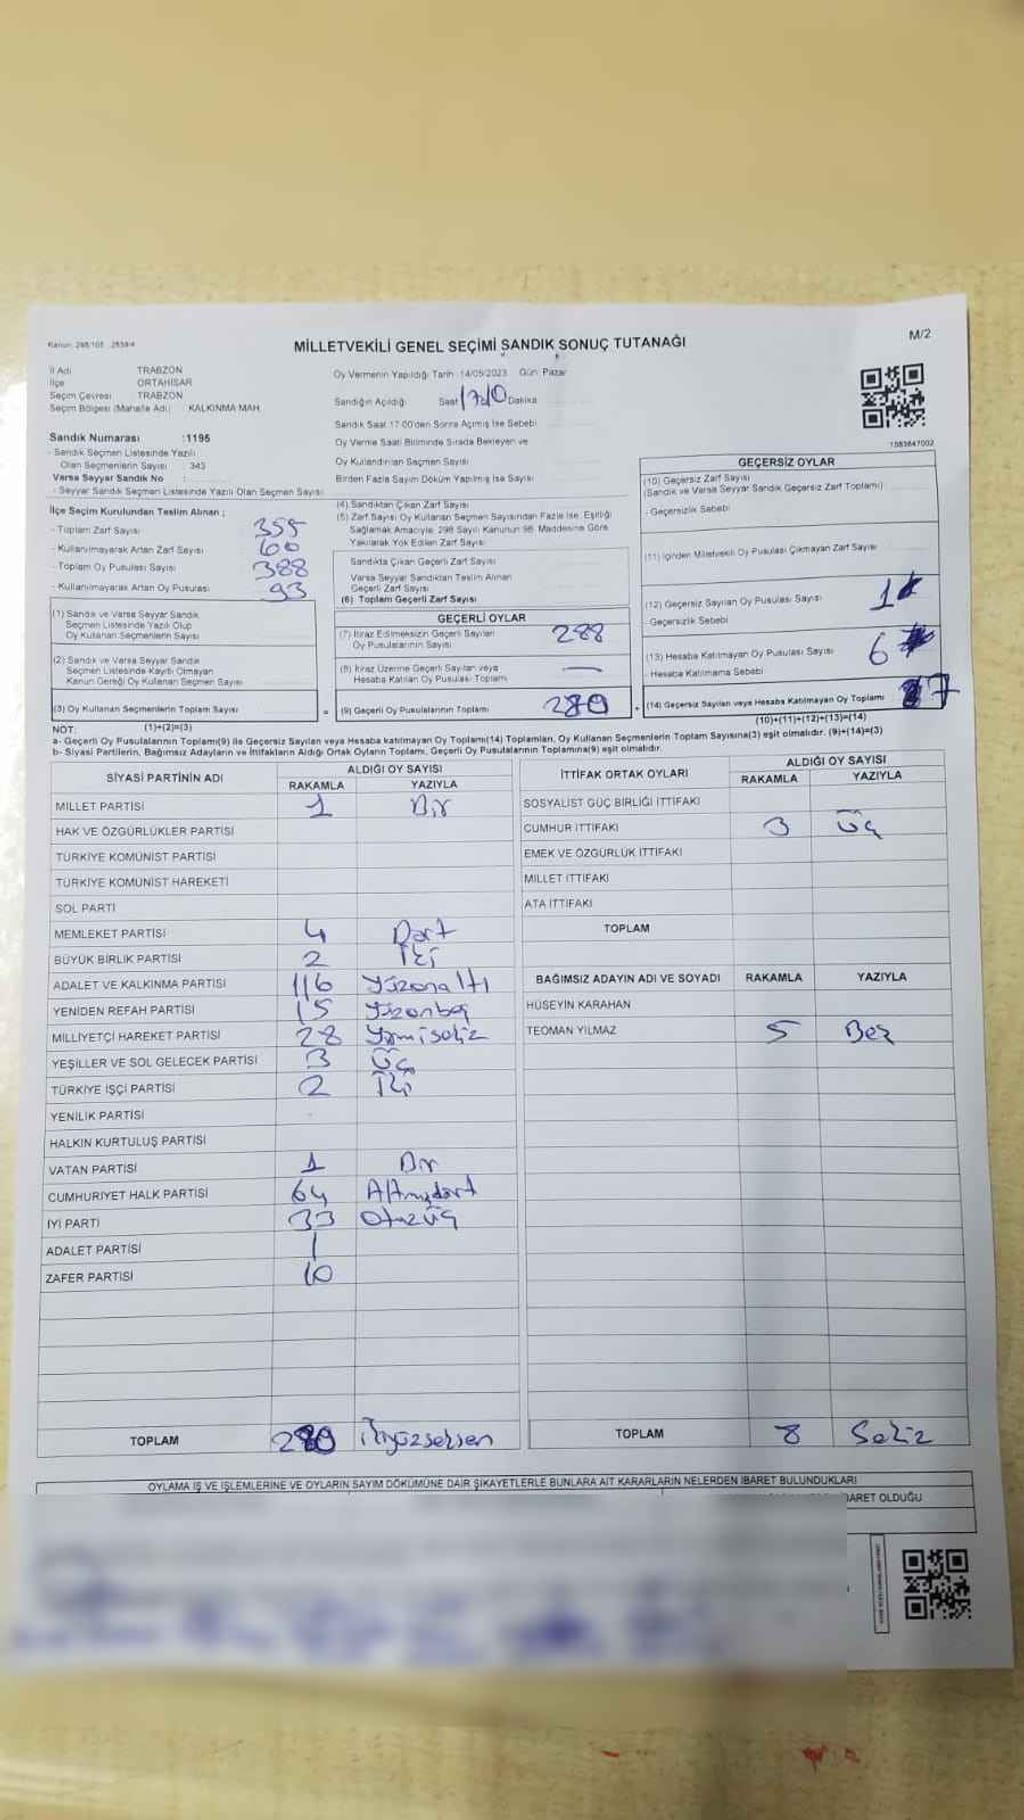 Kanun: 298/105 2839/4
MİLLETVEKİLİ GENEL SEÇİMİ SANDIK SONUÇ TUTANAĞI
M/2
İl Adı TRABZON
İlçe ORTAHİSAR
Seçim Çevresi TRABZON
Seçim Bölgesi (Mahalle Adı) KALKINMA MAH.
Oy Vermenin Yapıldığı Tarih :14/05/2023 Gün: Pazar
Sandığın Açıldığı Saat Dakika
Sandık Saat 17:00'den Sonra Açılmış İse Sebebi
Oy Verme Saati Bitiminde Sırada Bekleyen ve
Oy Kullandırılan Seçmen Sayısı
Birden Fazla Sayım Döküm Yapılmış İse Sayısı
Sandık Numarası :1195
- Sandık Seçmen Listesinde Yazılı
Olan Seçmenlerin Sayısı : 343
Varsa Seyyar Sandık No :
- Seyyar Sandık Seçmen Listesinde Yazılı Olan Seçmen Sayısı:
İlçe Seçim Kurulundan Teslim Alınan ;
- Toplam Zarf Sayısı 355
- Kullanılmayarak Artan Zarf Sayısı 60
- Toplam Oy Pusulası Sayısı 388
- Kullanılmayarak Artan Oy Pusulası 93
(1) Sandık ve Varsa Seyyar Sandık
Seçmen Listesinde Yazılı Olup
Oy Kullanan Seçmenlerin Sayısı
(2) Sandık ve Varsa Seyyar Sandık
Seçmen Listesinde Kayıtlı Olmayan
Kanun Gereği Oy Kullanan Seçmen Sayısı
(3) Oy Kullanan Seçmenlerin Toplam Sayısı
(1)+(2)=(3)
(4) Sandıktan Çıkan Zarf Sayısı
(5) Zarf Sayısı Oy Kullanan Seçmen Sayısından Fazla İse, Eşitliği
Sağlamak Amacıyla, 298 Sayılı Kanunun 98. Maddesine Göre
Yakılarak Yok Edilen Zarf Sayısı
Sandıkta Çıkan Geçerli Zarf Sayısı
Varsa Seyyar Sandıktan Teslim Alınan
Geçerli Zarf Sayısı
(6) Toplam Geçerli Zarf Sayısı
GEÇERLİ OYLAR
(7) İtiraz Edilmeksizin Geçerli Sayılan
Oy Pusulalarının Sayısı 288
(8) İtiraz Üzerine Geçerli Sayılan veya
Hesaba Katılan Oy Pusulası Toplamı —
= (9) Geçerli Oy Pusulalarının Toplamı
1583847002
GEÇERSİZ OYLAR
(10) Geçersiz Zarf Sayısı
(Sandık ve Varsa Seyyar Sandık Geçersiz Zarf Toplamı)
- Geçersizlik Sebebi
(11) İçinden Milletvekili Oy Pusulası Çıkmayan Zarf Sayısı
(12) Geçersiz Sayılan Oy Pusulası Sayısı 1
- Geçersizlik Sebebi
(13) Hesaba Katılmayan Oy Pusulası Sayısı 6
- Hesaba Katılmama Sebebi
+ (14) Geçersiz Sayılan veya Hesaba Katılmayan Oy Toplamı 7
(10)+(11)+(12)+(13)=(14)
NOT:
a- Geçerli Oy Pusulalarının Toplamı(9) ile Geçersiz Sayılan veya Hesaba katılmayan Oy Toplamı(14) Toplamları, Oy Kullanan Seçmenlerin Toplam Sayısına(3) eşit olmalıdır. (9)+(14)=(3)
b- Siyasi Partilerin, Bağımsız Adayların ve İttifakların Aldığı Ortak Oyların Toplamı, Geçerli Oy Pusulalarının Toplamına(9) eşit olmalıdır.
SİYASİ PARTİNİN ADI ALDIĞI OY SAYISI
RAKAMLA YAZIYLA
MİLLET PARTİSİ 1 Bir
HAK VE ÖZGÜRLÜKLER PARTİSİ
TÜRKİYE KOMÜNİST PARTİSİ
TÜRKİYE KOMÜNİST HAREKETİ
SOL PARTİ
MEMLEKET PARTİSİ 4 Dört
BÜYÜK BİRLİK PARTİSİ 2 İki
ADALET VE KALKINMA PARTİSİ 116 Yüzonaltı
YENİDEN REFAH PARTİSİ 15
MİLLİYETÇİ HAREKET PARTİSİ 28
YEŞİLLER VE SOL GELECEK PARTİSİ 3 Üç
TÜRKİYE İŞÇİ PARTİSİ 2 İki
YENİLİK PARTİSİ
HALKIN KURTULUŞ PARTİSİ
VATAN PARTİSİ 1 Bir
CUMHURİYET HALK PARTİSİ 64 Altmışdört
İYİ PARTİ 33 Otuzüç
ADALET PARTİSİ 1
ZAFER PARTİSİ 10
TOPLAM 280 İkiyüzseksen
İTTİFAK ORTAK OYLARI ALDIĞI OY SAYISI
RAKAMLA YAZIYLA
SOSYALİST GÜÇ BİRLİĞİ İTTİFAKI
CUMHUR İTTİFAKI 3 Üç
EMEK VE ÖZGÜRLÜK İTTİFAKI
MİLLET İTTİFAKI
ATA İTTİFAKI
TOPLAM
BAĞIMSIZ ADAYIN ADI VE SOYADI RAKAMLA YAZIYLA
HÜSEYİN KARAHAN
TEOMAN YILMAZ 5 Beş
TOPLAM 8 Sekiz
OYLAMA İŞ VE İŞLEMLERİNE VE OYLARIN SAYIM DÖKÜMÜNE DAİR ŞİKAYETLERLE BUNLARA AİT KARARLARIN NELERDEN İBARET BULUNDUKLARI
OLDUĞU